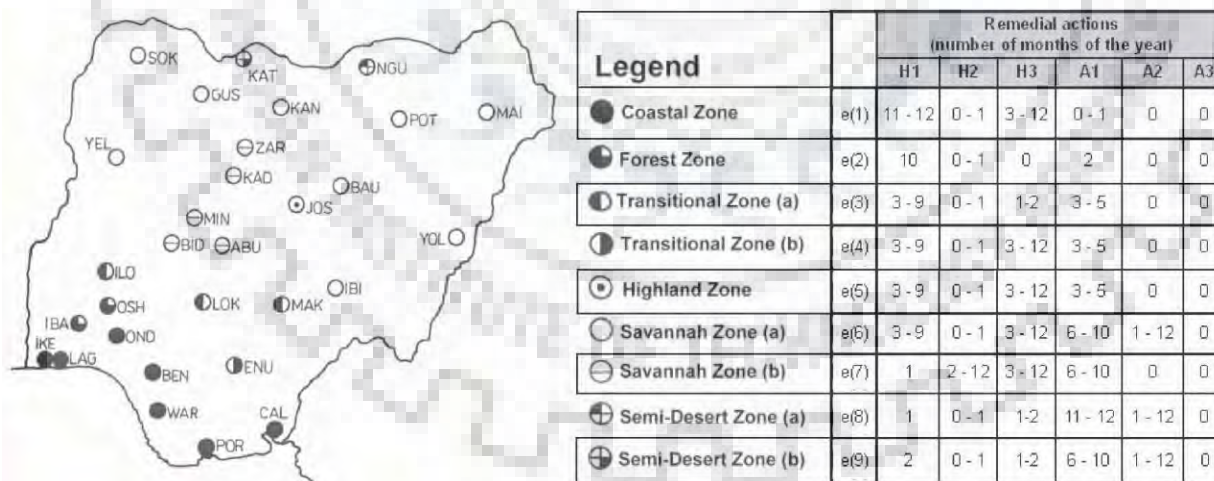 SOK
KAT
NGU
GUS
KAN
POT
MAI
YEL
ZAR
KAD
BAU
JOS
MIN
BID
ABU
YOL
ILO
IBI
OSH
LOK
MAK
IBA
OND
IKE
LAG
ENU
BEN
WAR
CAL
POR
Legend
Remedial actions
(number of months of the year)
H1 H2 H3 A1 A2 A3
Coastal Zone e(1) 11 - 12 0 - 1 3 - 12 0 - 1 0 0
Forest Zone e(2) 10 0 - 1 0 2 0 0
Transitional Zone (a) e(3) 3 - 9 0 - 1 1-2 3 - 5 0 0
Transitional Zone (b) e(4) 3 - 9 0 - 1 3 - 12 3 - 5 0 0
Highland Zone e(5) 3 - 9 0 - 1 3 - 12 3 - 5 0 0
Savannah Zone (a) e(6) 3 - 9 0 - 1 3 - 12 6 - 10 1 - 12 0
Savannah Zone (b) e(7) 1 2 - 12 3 - 12 6 - 10 0 0
Semi-Desert Zone (a) e(8) 1 0 - 1 1-2 11 - 12 1 - 12 0
Semi-Desert Zone (b) e(9) 2 0 - 1 1-2 6 - 10 1 - 12 0